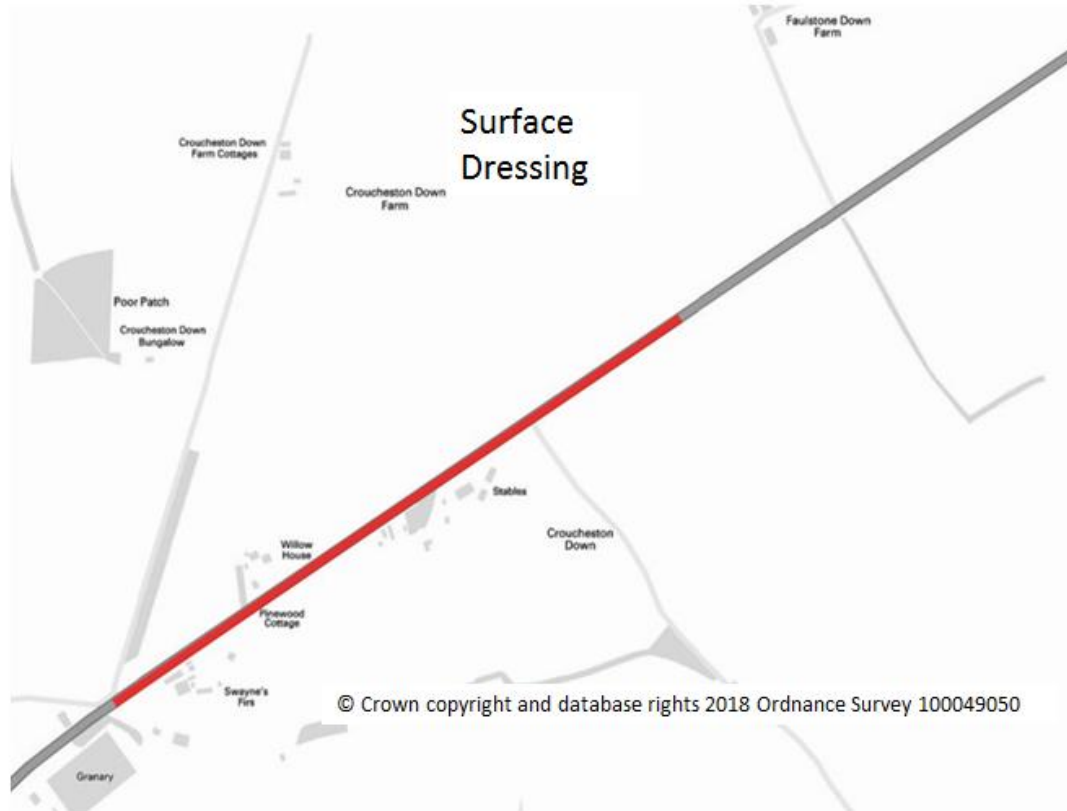 Faulstone Down
Farm
Surface
Dressing
Croucheston Down
Farm Cottages
Croucheston Down
Farm
Poor Patch
Croucheston Down
Bungalow
Stables
Croucheston
Down
Willow
House
Pinewood
Cottage
Swayne's
Firs
© Crown copyright and database rights 2018 Ordnance Survey 100049050
Granary